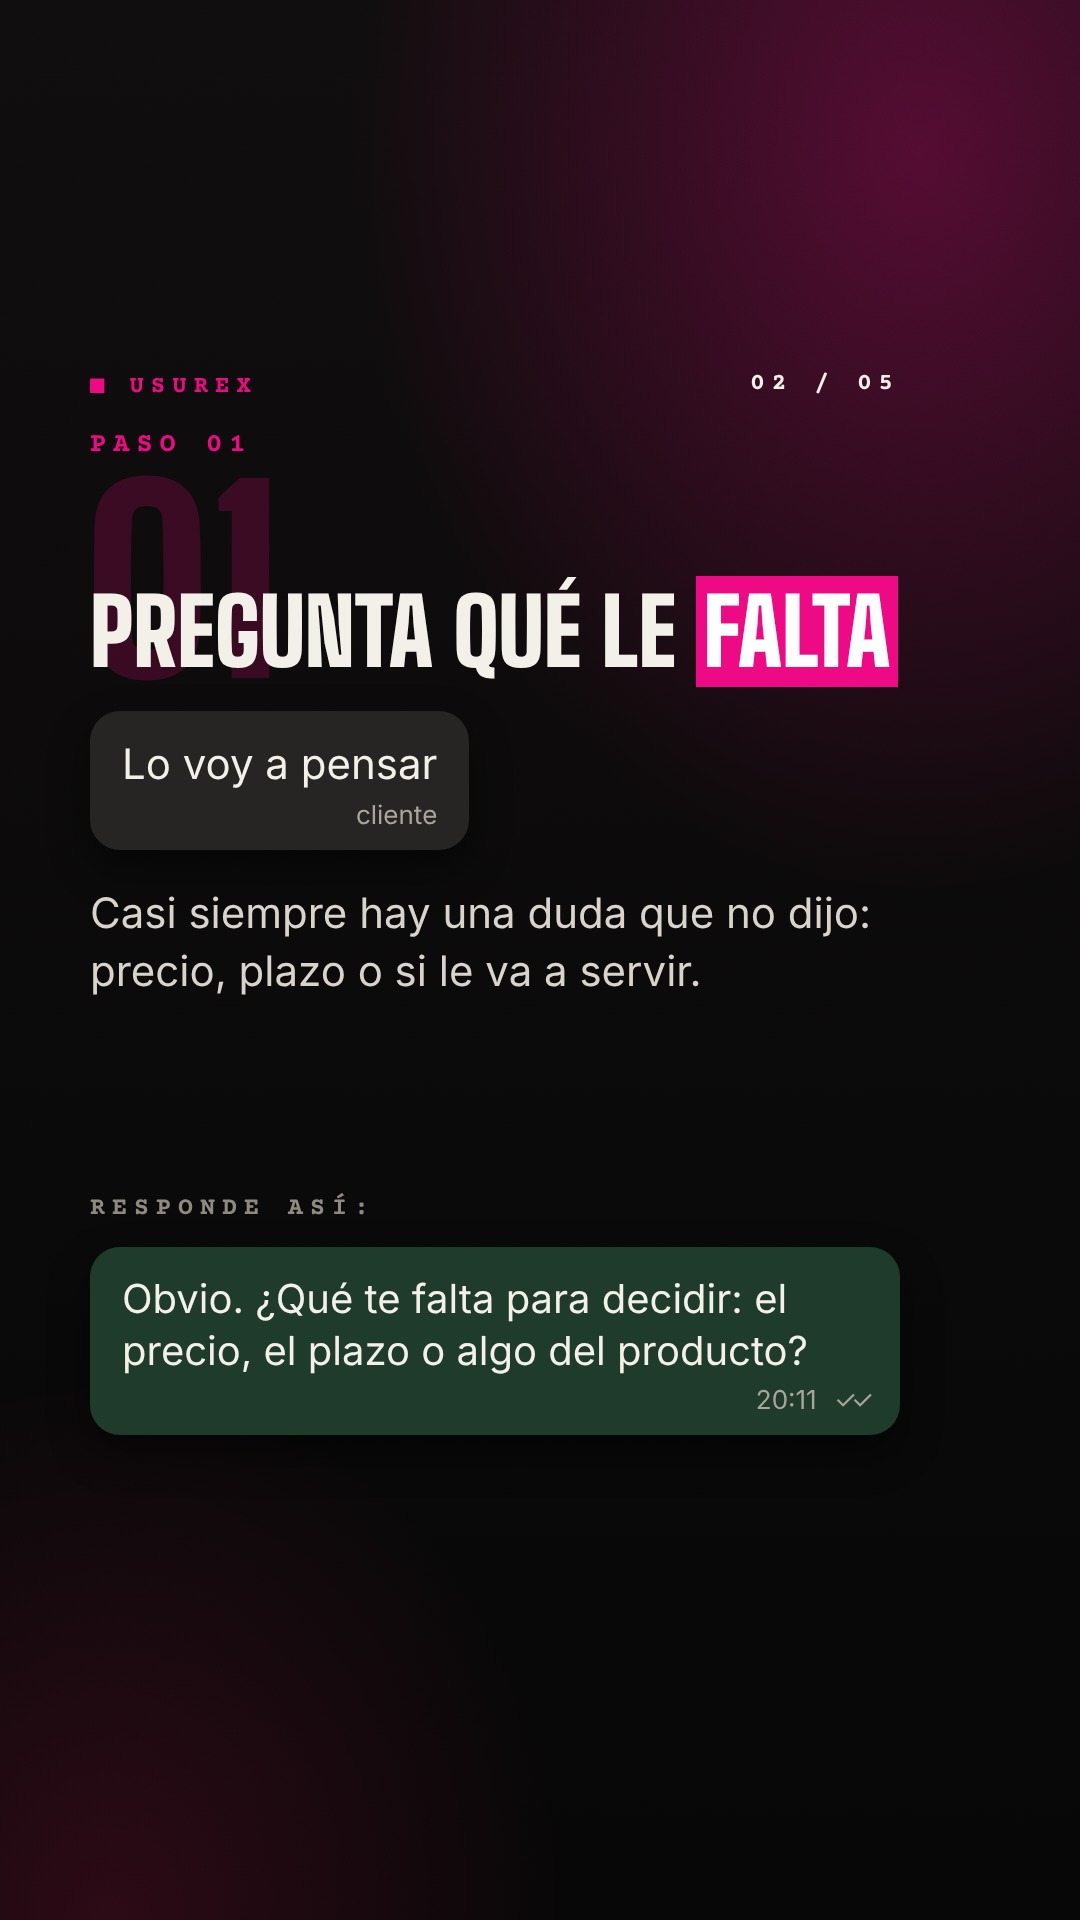 USUREX
02 / 05
PASO 01
01
PREGUNTA QUÉ LE FALTA
Lo voy a pensar
cliente
Casi siempre hay una duda que no dijo:
precio, plazo o si le va a servir.
RESPONDE ASÍ:
Obvio. ¿Qué te falta para decidir: el
precio, el plazo o algo del producto?
20:11